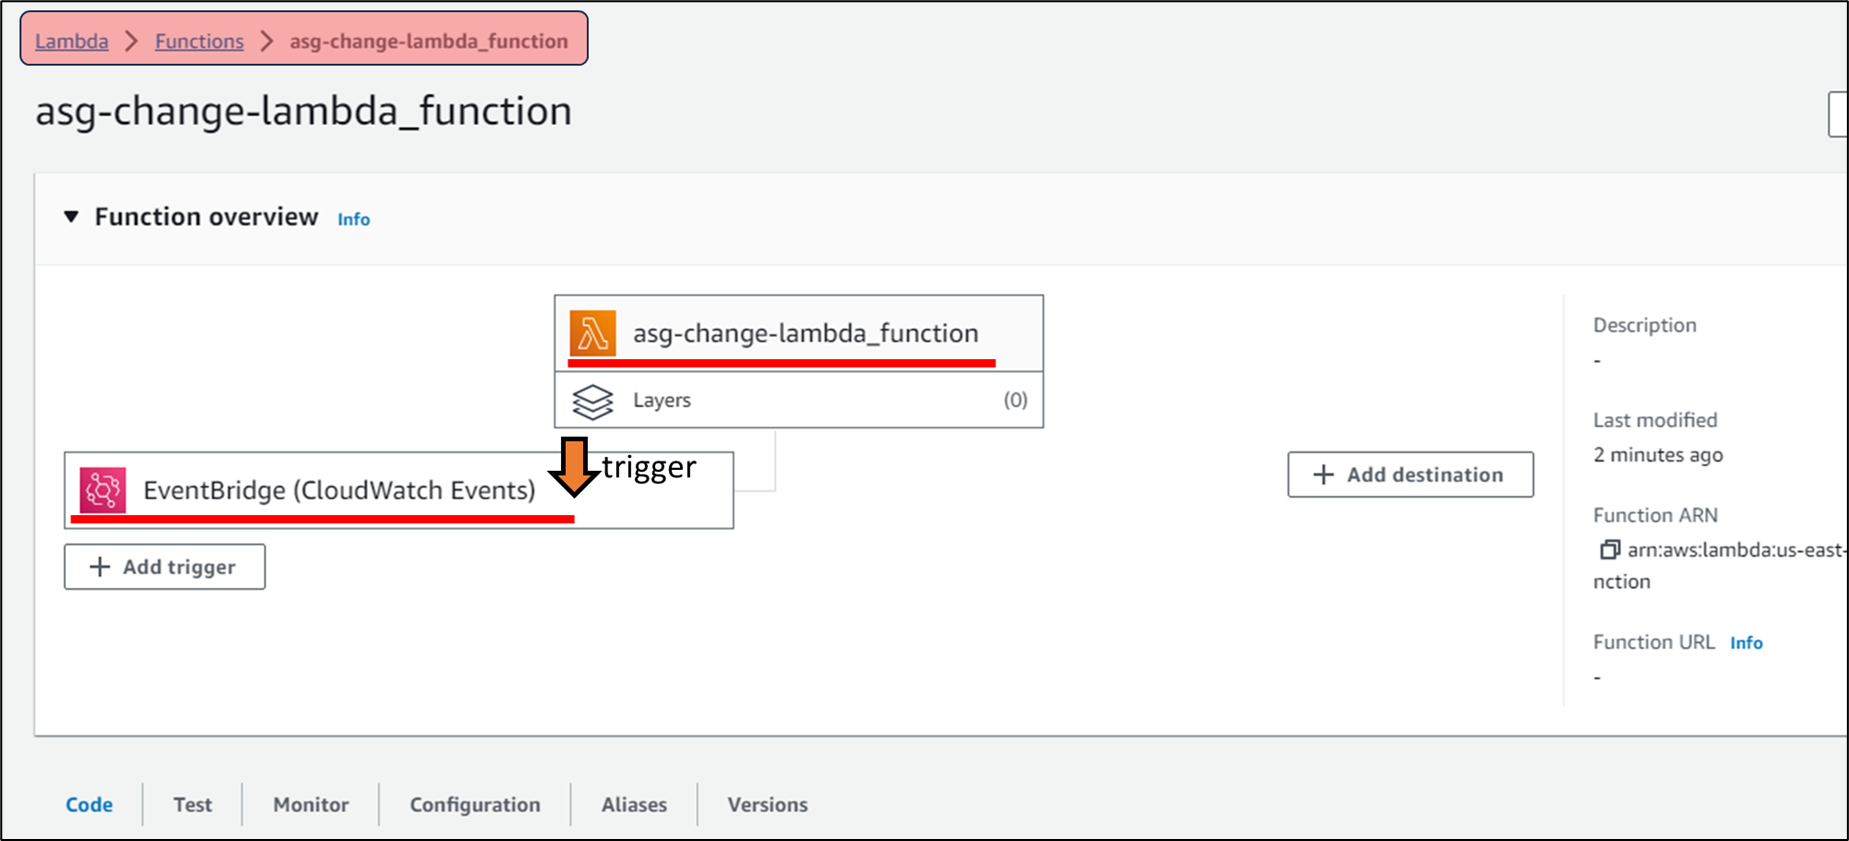 Lambda > Functions > asg-change-lambda_function
asg-change-lambda_function
▼ Function overview Info
asg-change-lambda_function
Layers (0)
trigger
EventBridge (CloudWatch Events)
+ Add trigger
+ Add destination
Description
-
Last modified
2 minutes ago
Function ARN
arn:aws:lambda:us-east-
nction
Function URL Info
-
Code Test Monitor Configuration Aliases Versions